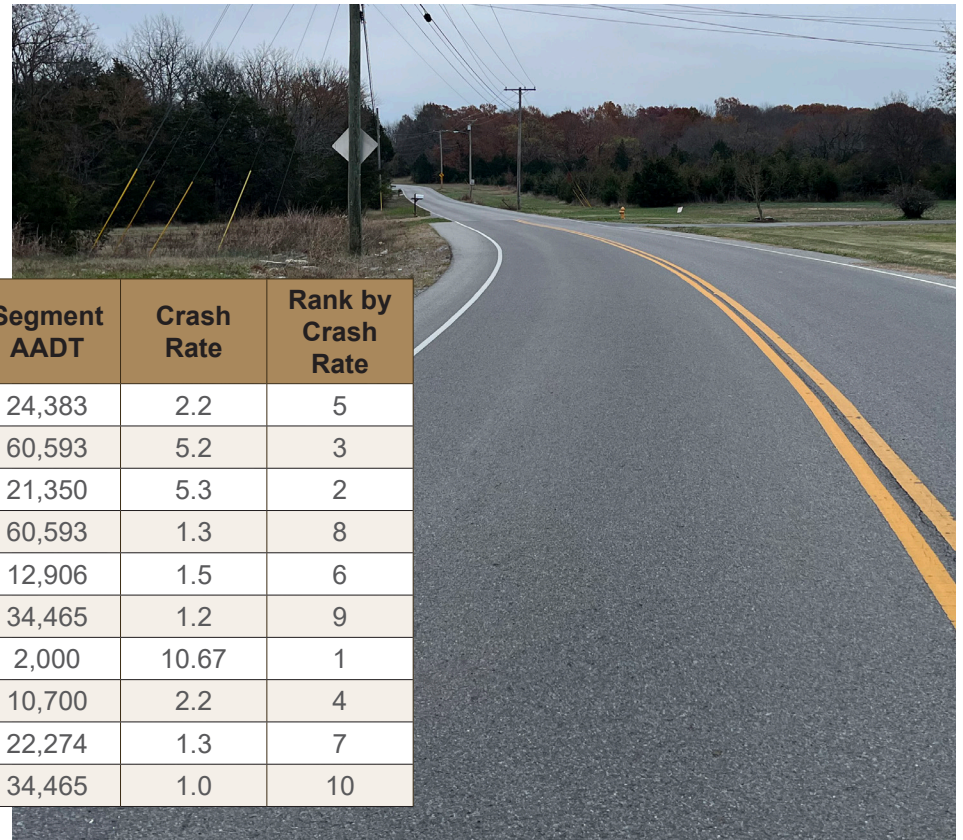 Segment AADT Crash Rate Rank by Crash Rate
24,383 2.2 5
60,593 5.2 3
21,350 5.3 2
60,593 1.3 8
12,906 1.5 6
34,465 1.2 9
2,000 10.67 1
10,700 2.2 4
22,274 1.3 7
34,465 1.0 10